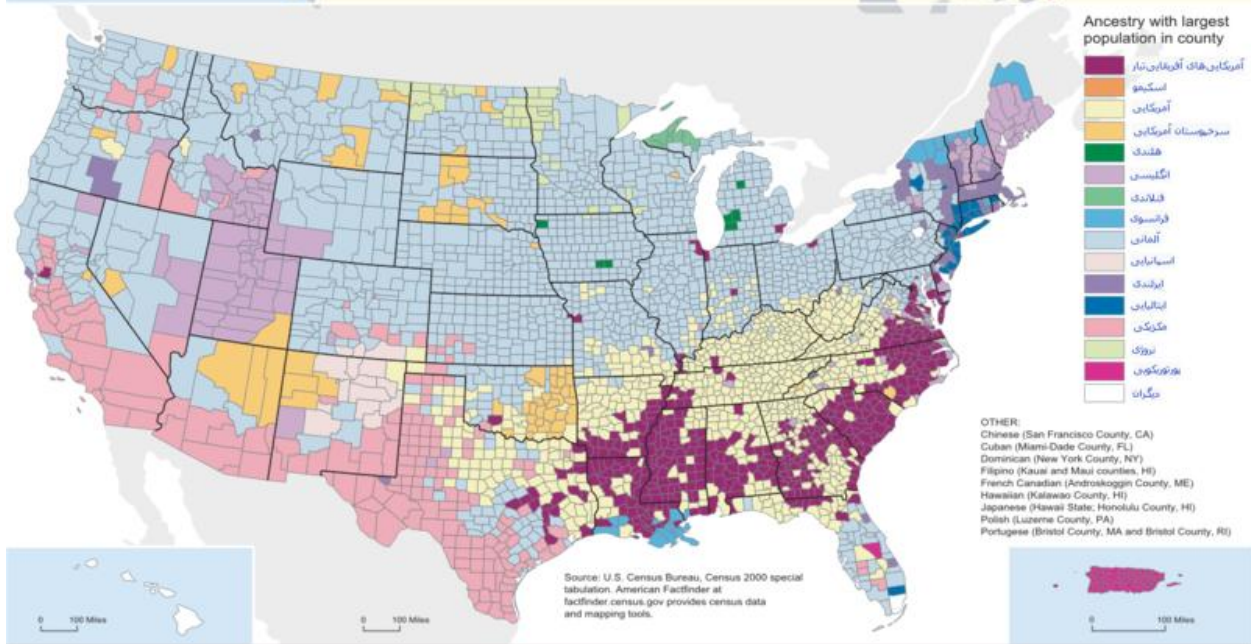 Ancestry with largest
population in county
آمریکایی‌های آفریقایی‌تبار
اسکیمو
آمریکایی
سرخپوستان آمریکایی
هلندی
انگلیسی
فنلاندی
فرانسوی
آلمانی
اسپانیایی
ایرلندی
ایتالیایی
مکزیکی
نروژی
پورتوریکویی
دیگران
OTHER:
Chinese (San Francisco County, CA)
Cuban (Miami-Dade County, FL)
Dominican (New York County, NY)
Filipino (Kauai and Maui counties, HI)
French Canadian (Androskoggin County, ME)
Hawaiian (Kalawao County, HI)
Japanese (Hawaii State; Honolulu County, HI)
Polish (Luzerne County, PA)
Portugese (Bristol County, MA and Bristol County, RI)
Source: U.S. Census Bureau, Census 2000 special
tabulation. American Factfinder at
factfinder.census.gov provides census data
and mapping tools.
0 100 Miles
0 100 Miles
0 100 Miles